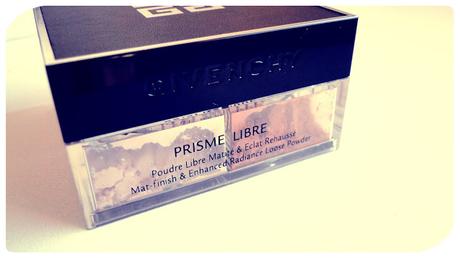 GIVENCHY
PRISME LIBRE
Poudre Libre Matité & Eclat Rehaussé
Mat-finish & Enhanced Radiance Loose Powder